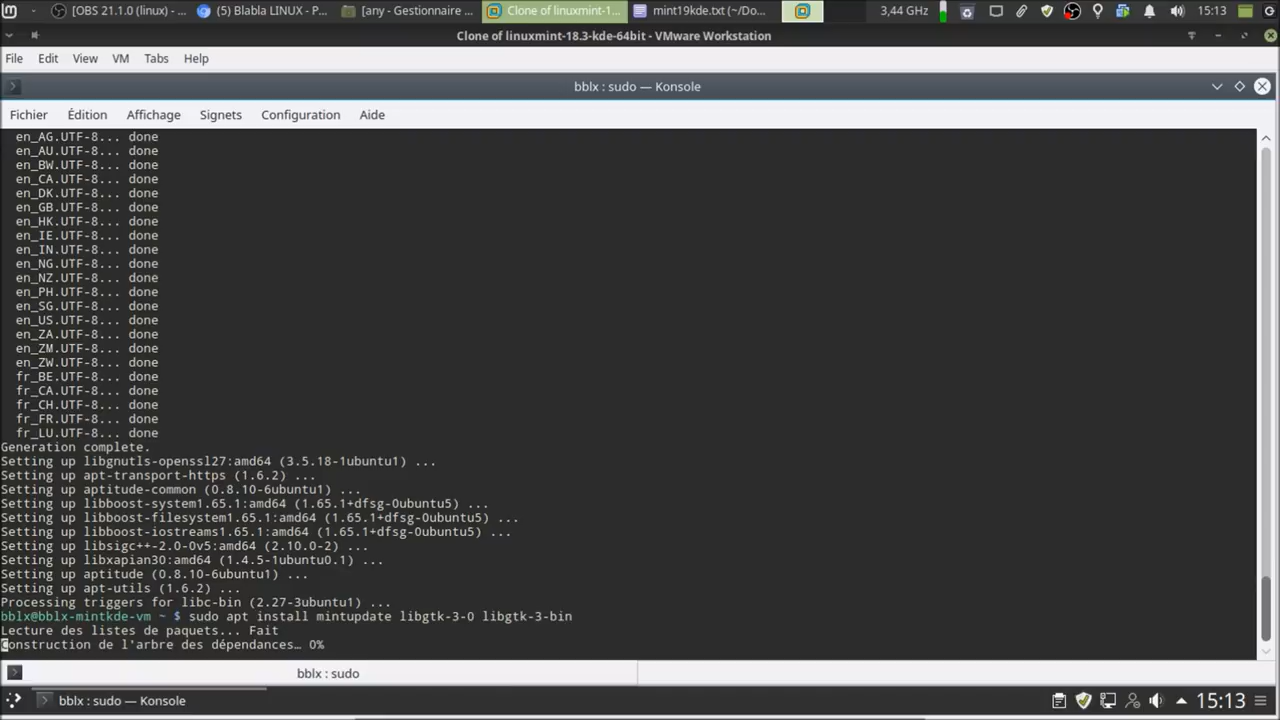 [OBS 21.1.0 (linux) - ...
(5) Blabla LINUX - P...
[any - Gestionnaire ...
Clone of linuxmint-1...
mint19kde.txt (~/Do...
3,44 GHz
15:13
Clone of linuxmint-18.3-kde-64bit - VMware Workstation
File Edit View VM Tabs Help
bblx : sudo — Konsole
Fichier Édition Affichage Signets Configuration Aide
en_AG.UTF-8... done
en_AU.UTF-8... done
en_BW.UTF-8... done
en_CA.UTF-8... done
en_DK.UTF-8... done
en_GB.UTF-8... done
en_HK.UTF-8... done
en_IE.UTF-8... done
en_IN.UTF-8... done
en_NG.UTF-8... done
en_NZ.UTF-8... done
en_PH.UTF-8... done
en_SG.UTF-8... done
en_US.UTF-8... done
en_ZA.UTF-8... done
en_ZM.UTF-8... done
en_ZW.UTF-8... done
fr_BE.UTF-8... done
fr_CA.UTF-8... done
fr_CH.UTF-8... done
fr_FR.UTF-8... done
fr_LU.UTF-8... done
Generation complete.
Setting up libgnutls-openssl27:amd64 (3.5.18-1ubuntu1) ...
Setting up apt-transport-https (1.6.2) ...
Setting up aptitude-common (0.8.10-6ubuntu1) ...
Setting up libboost-system1.65.1:amd64 (1.65.1+dfsg-0ubuntu5) ...
Setting up libboost-filesystem1.65.1:amd64 (1.65.1+dfsg-0ubuntu5) ...
Setting up libboost-iostreams1.65.1:amd64 (1.65.1+dfsg-0ubuntu5) ...
Setting up libsigc++-2.0-0v5:amd64 (2.10.0-2) ...
Setting up libxapian30:amd64 (1.4.5-1ubuntu0.1) ...
Setting up aptitude (0.8.10-6ubuntu1) ...
Setting up apt-utils (1.6.2) ...
Processing triggers for libc-bin (2.27-3ubuntu1) ...
bblx@bblx-mintkde-vm ~ $ sudo apt install mintupdate libgtk-3-0 libgtk-3-bin
Lecture des listes de paquets... Fait
Construction de l'arbre des dépendances… 0%
bblx : sudo
bblx : sudo — Konsole
15:13